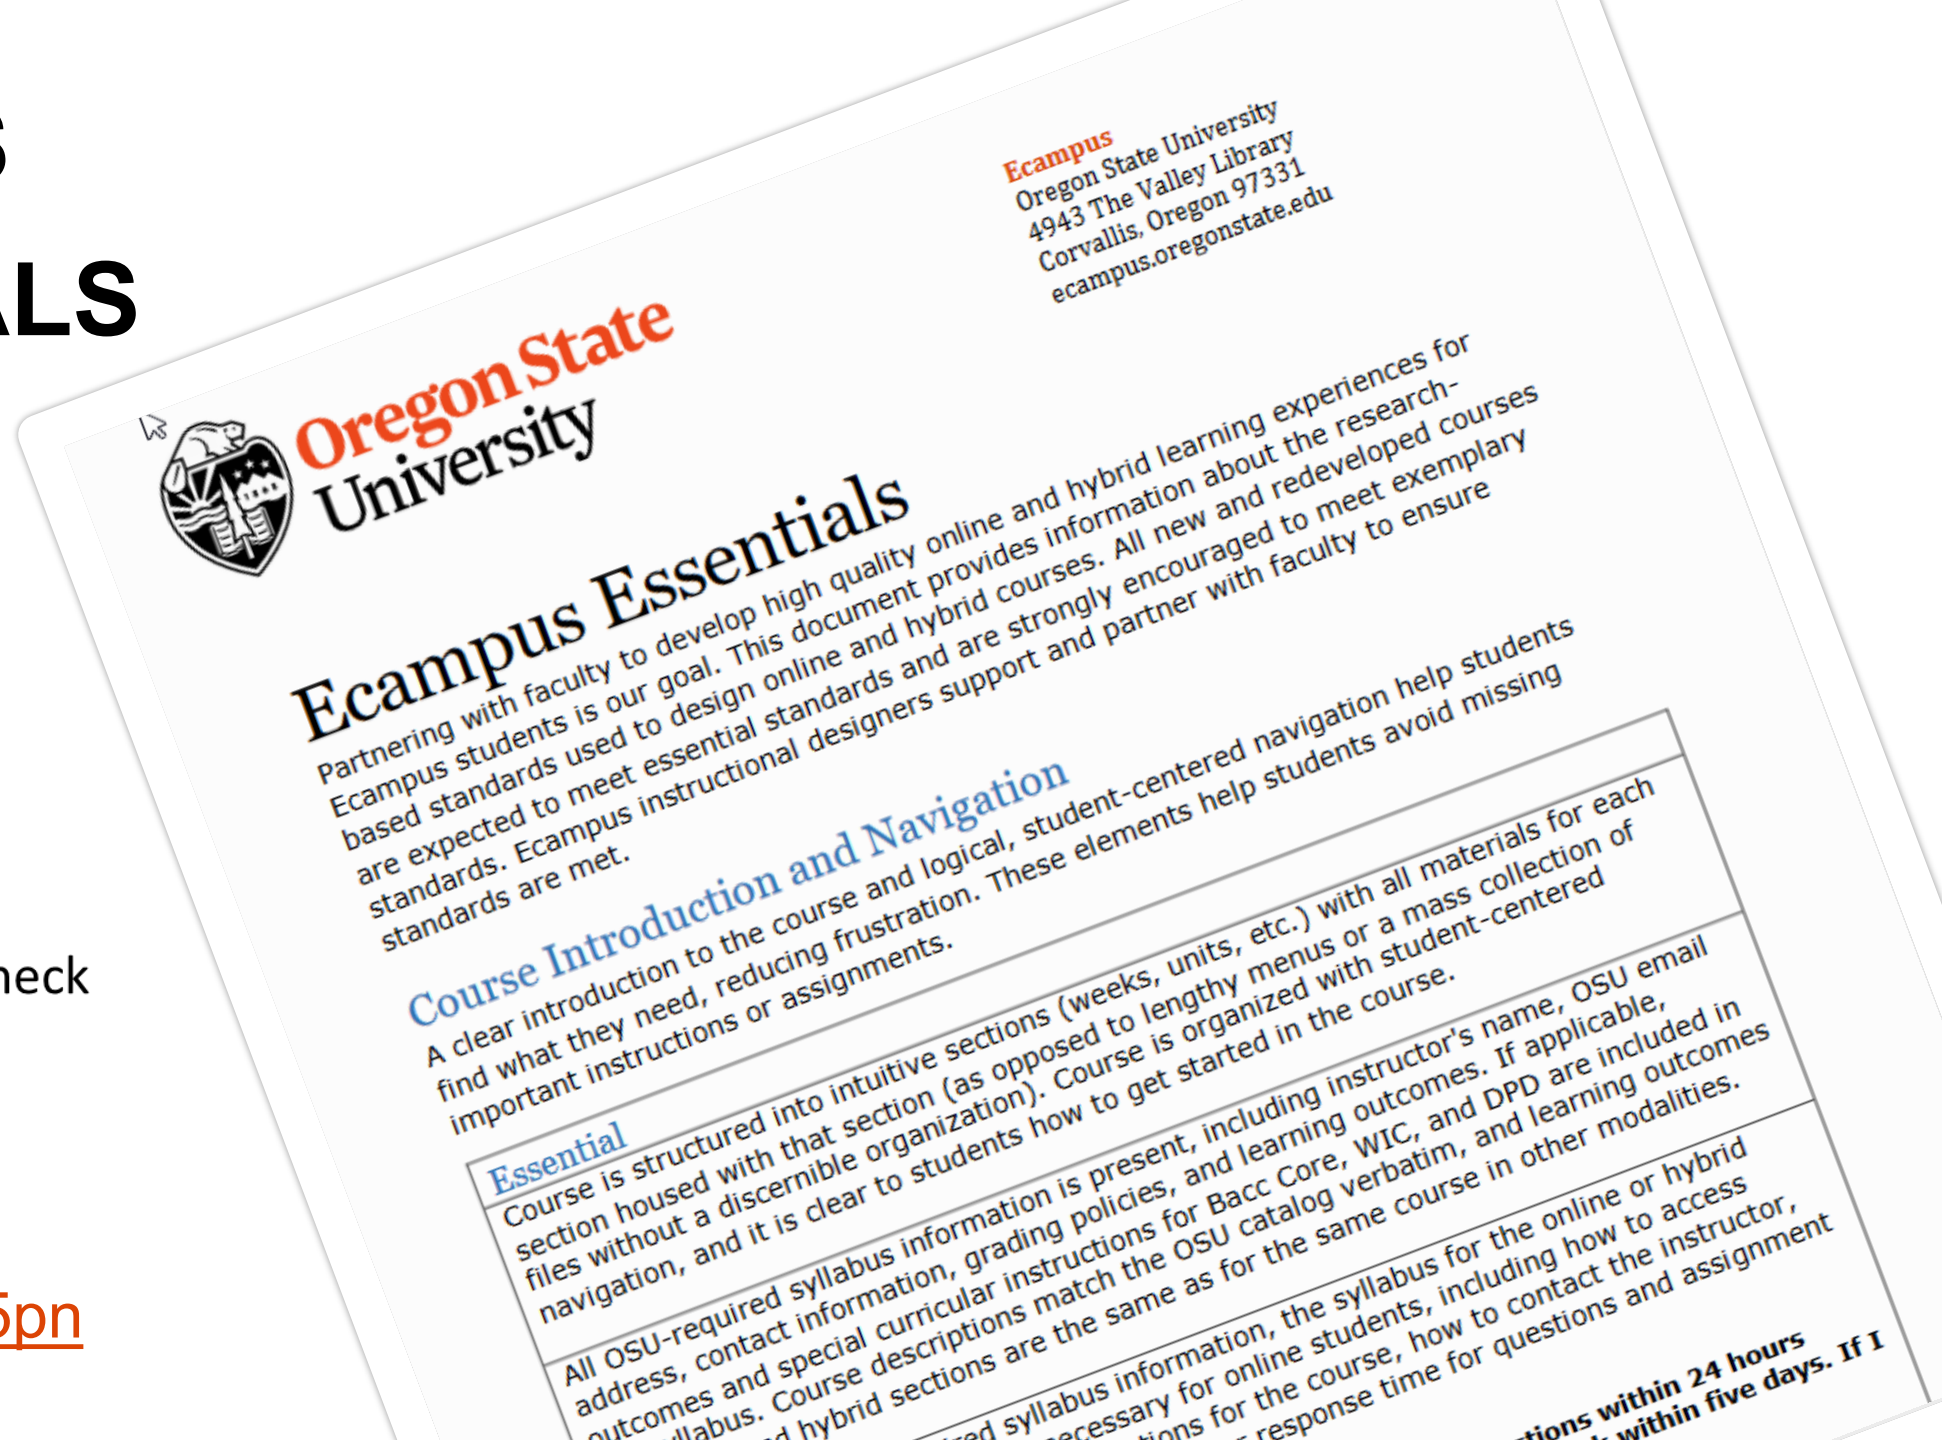 S
ALS
neck
5pn
Ecampus
Oregon State University
4943 The Valley Library
Corvallis, Oregon 97331
ecampus.oregonstate.edu
Oregon State
University
Ecampus Essentials
Partnering with faculty to develop high quality online and hybrid learning experiences for
Ecampus students is our goal. This document provides information about the research-
based standards used to design online and hybrid courses. All new and redeveloped courses
are expected to meet essential standards and are strongly encouraged to meet exemplary
standards. Ecampus instructional designers support and partner with faculty to ensure
standards are met.
Course Introduction and Navigation
A clear introduction to the course and logical, student-centered navigation help students
find what they need, reducing frustration. These elements help students avoid missing
important instructions or assignments.
Essential
Course is structured into intuitive sections (weeks, units, etc.) with all materials for each
section housed with that section (as opposed to lengthy menus or a mass collection of
files without a discernible organization). Course is organized with student-centered
navigation, and it is clear to students how to get started in the course.
All OSU-required syllabus information is present, including instructor's name, OSU email
address, contact information, grading policies, and learning outcomes. If applicable,
outcomes and special curricular instructions for Bacc Core, WIC, and DPD are included in
yllabus. Course descriptions match the OSU catalog verbatim, and learning outcomes
d hybrid sections are the same as for the same course in other modalities.
red syllabus information, the syllabus for the online or hybrid
ecessary for online students, including how to access
tions for the course, how to contact the instructor,
response time for questions and assignment
tions within 24 hours
within five days. If I